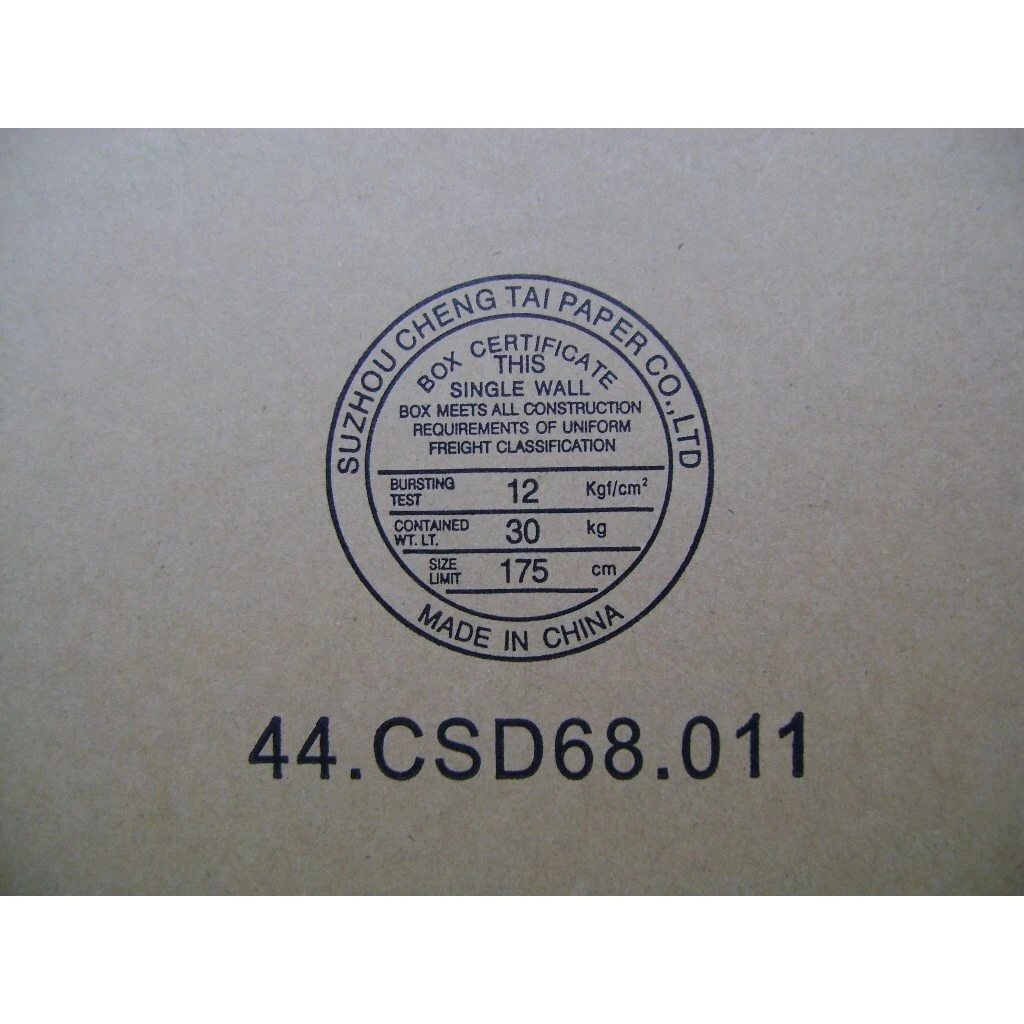 SUZHOU CHENG TAI PAPER CO.,LTD
BOX CERTIFICATE
THIS
SINGLE WALL
BOX MEETS ALL CONSTRUCTION
REQUIREMENTS OF UNIFORM
FREIGHT CLASSIFICATION
BURSTING TEST 12 Kgf/cm²
CONTAINED WT. LT. 30 kg
SIZE LIMIT 175 cm
MADE IN CHINA
44.CSD68.011